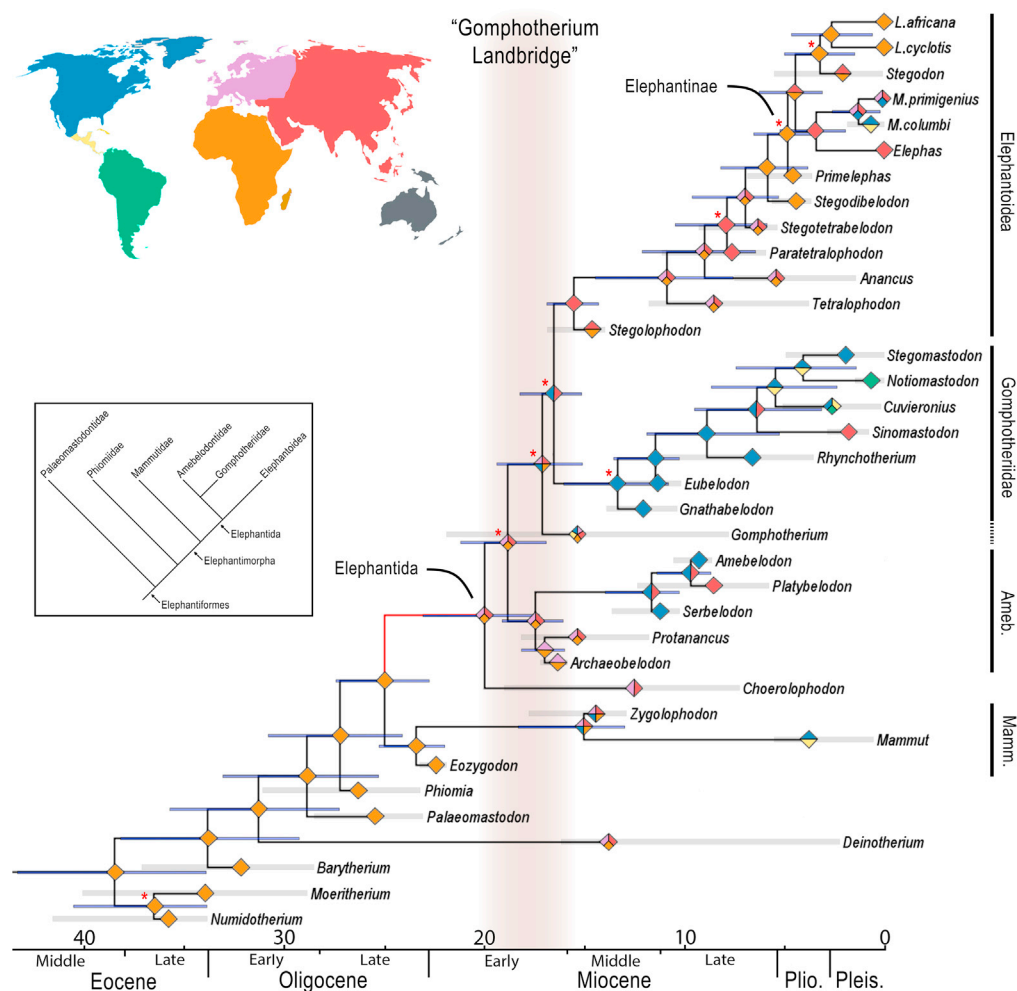 “Gomphotherium
Landbridge”
Elephantinae
L.africana
L.cyclotis
Stegodon
M.primigenius
M.columbi
Elephas
Primelephas
Stegodibelodon
Stegotetrabelodon
Paratetralophodon
Anancus
Tetralophodon
Stegolophodon
Elephantoidea
Stegomastodon
Notiomastodon
Cuvieronius
Sinomastodon
Rhynchotherium
Eubelodon
Gnathabelodon
Gomphotherium
Gomphotheriidae
Palaeomastodontidae
Phiomiidae
Mammutidae
Amebelodontidae
Gomphotheriidae
Elephantoidea
Elephantida
Elephantimorpha
Elephantiformes
Elephantida
Amebelodon
Platybelodon
Serbelodon
Protanancus
Archaeobelodon
Ameb.
Choerolophodon
Zygolophodon
Mammut
Mamm.
Eozygodon
Phiomia
Palaeomastodon
Deinotherium
Barytherium
Moeritherium
Numidotherium
* * * * * * * *
40 30 20 10 0
Middle Late Early Late Early Middle Late
Eocene Oligocene Miocene Plio. Pleis.